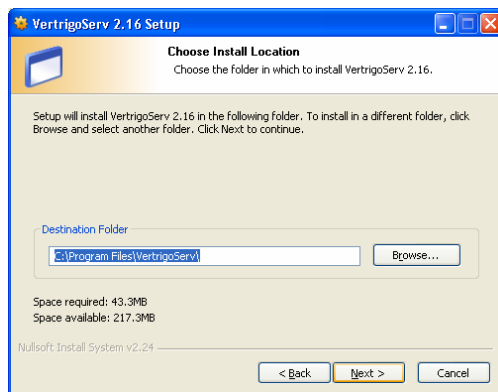 VertrigoServ 2.16 Setup
Choose Install Location
Choose the folder in which to install VertrigoServ 2.16.
Setup will install VertrigoServ 2.16 in the following folder. To install in a different folder, click
Browse and select another folder. Click Next to continue.
Destination Folder
C:\Program Files\VertrigoServ\
Browse...
Space required: 43.3MB
Space available: 217.3MB
Nullsoft Install System v2.24
< Back
Next >
Cancel